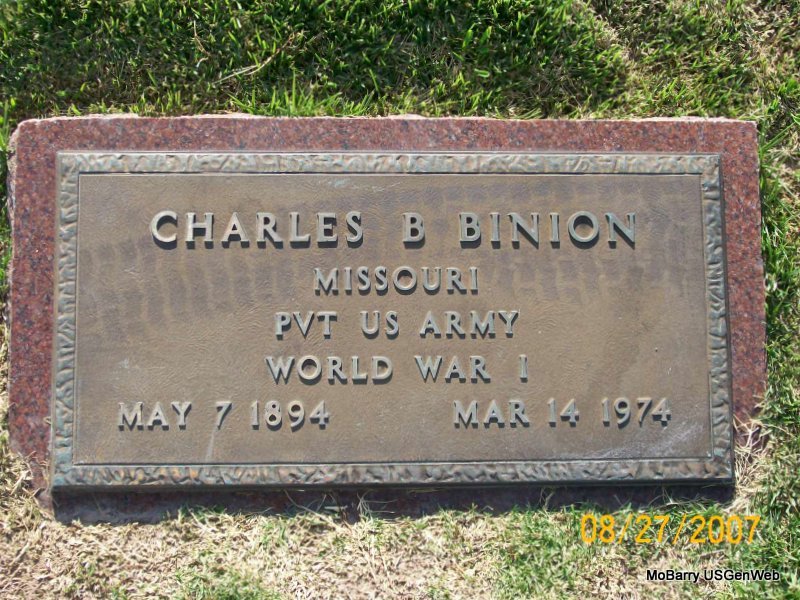 CHARLES B BINION
MISSOURI
PVT US ARMY
WORLD WAR I
MAY 7 1894 MAR 14 1974
08/27/2007
MoBarry USGenWeb